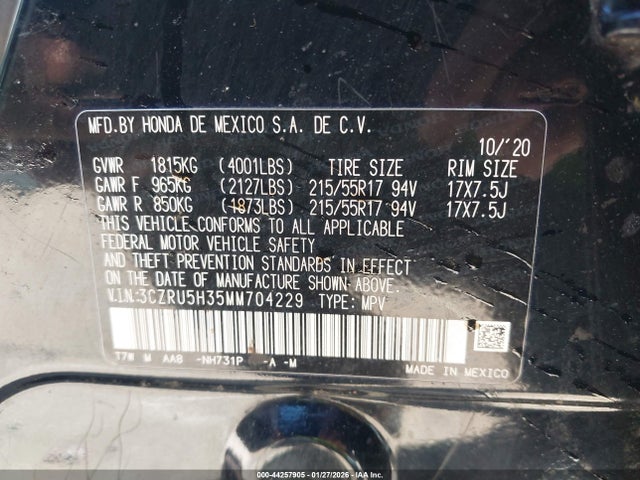 MFD.BY HONDA DE MEXICO S.A. DE C.V.
10/'20
GVWR 1815KG (4001LBS) TIRE SIZE RIM SIZE
GAWR F 965KG (2127LBS) 215/55R17 94V 17X7.5J
GAWR R 850KG (1873LBS) 215/55R17 94V 17X7.5J
THIS VEHICLE CONFORMS TO ALL APPLICABLE
FEDERAL MOTOR VEHICLE SAFETY
AND THEFT PREVENTION STANDARDS IN EFFECT
ON THE DATE OF MANUFACTURE SHOWN ABOVE.
V.I.N:3CZRU5H35MM704229 TYPE: MPV
T7W M AA8 -NH731P -A -M
MADE IN MEXICO
000-44257905 | 01/27/2026 | IAA Inc.